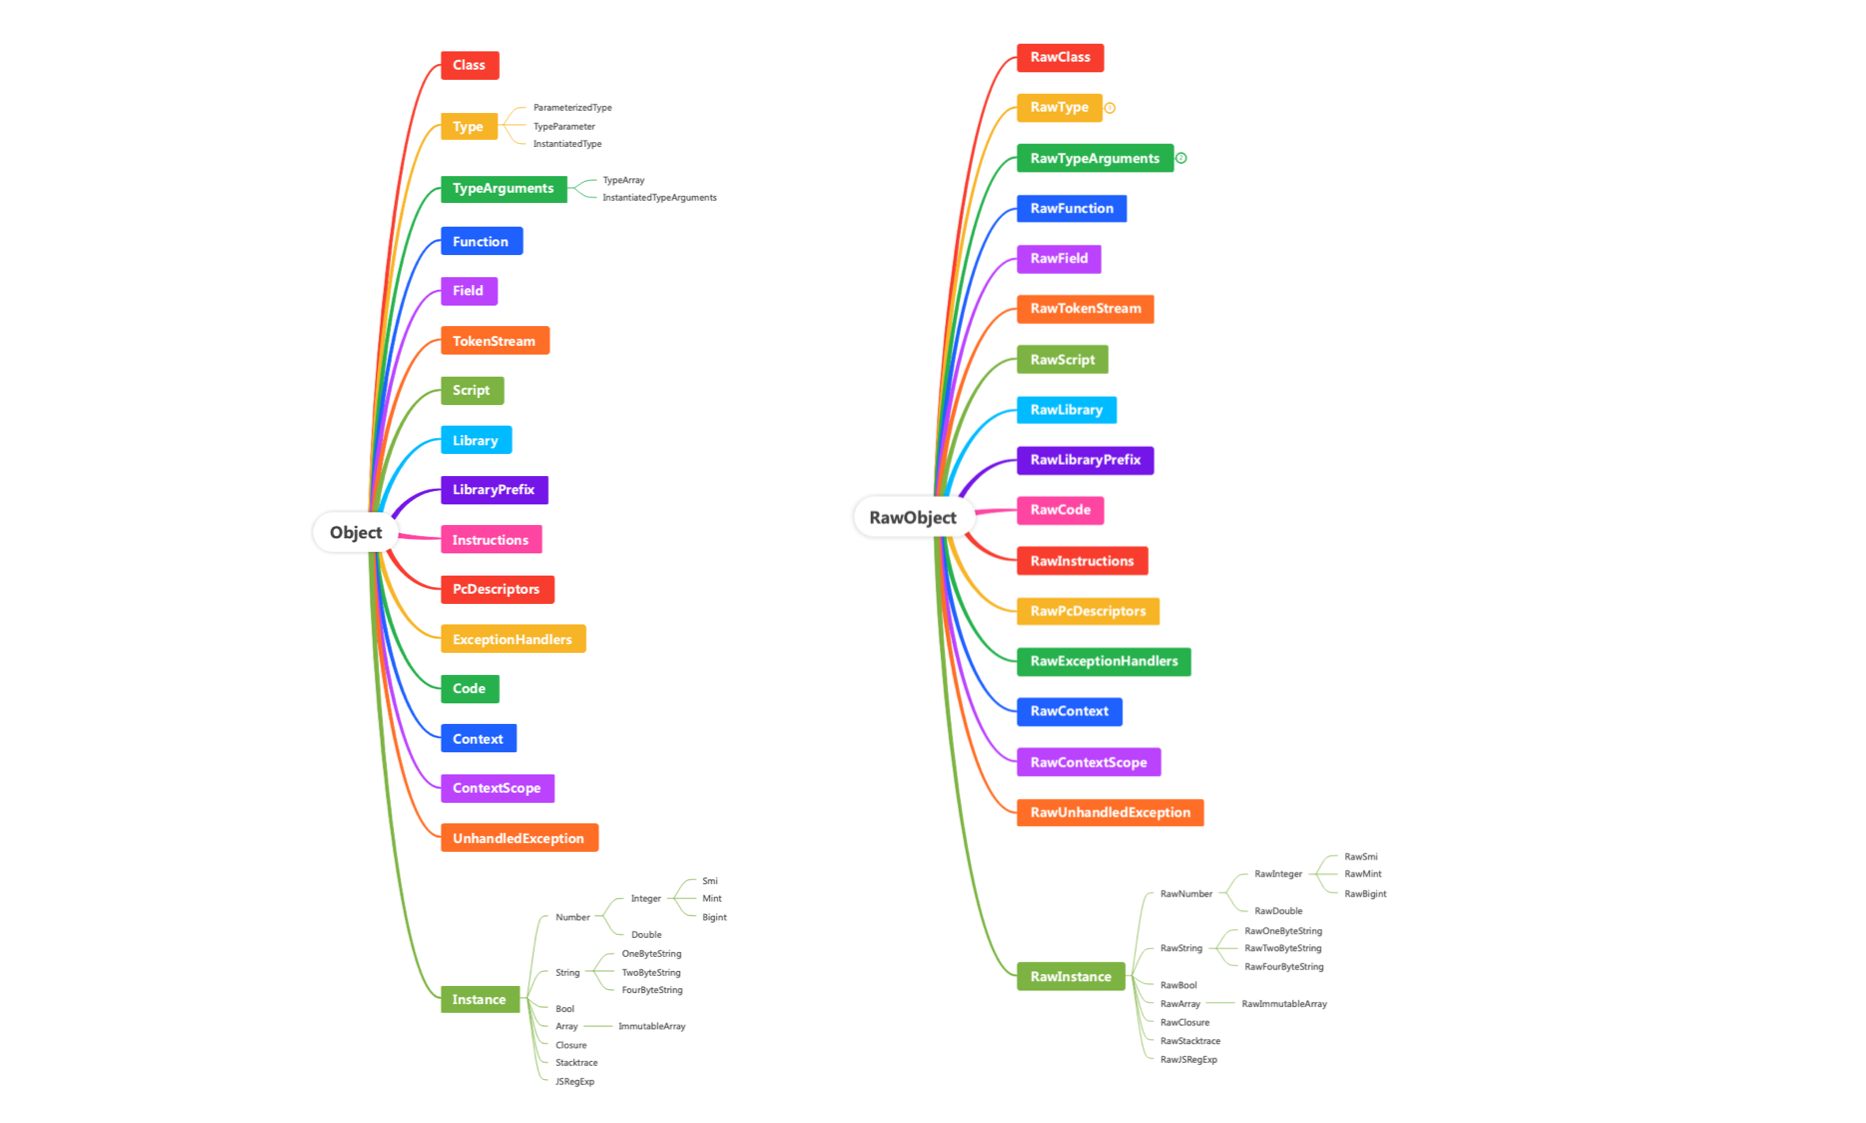 Object
Class
Type
ParameterizedType
TypeParameter
InstantiatedType
TypeArguments
TypeArray
InstantiatedTypeArguments
Function
Field
TokenStream
Script
Library
LibraryPrefix
Instructions
PcDescriptors
ExceptionHandlers
Code
Context
ContextScope
UnhandledException
Instance
Number
Integer
Smi
Mint
Bigint
Double
String
OneByteString
TwoByteString
FourByteString
Bool
Array
ImmutableArray
Closure
Stacktrace
JSRegExp
RawObject
RawClass
RawType
RawTypeArguments
RawFunction
RawField
RawTokenStream
RawScript
RawLibrary
RawLibraryPrefix
RawCode
RawInstructions
RawPcDescriptors
RawExceptionHandlers
RawContext
RawContextScope
RawUnhandledException
RawInstance
RawNumber
RawInteger
RawSmi
RawMint
RawBigint
RawDouble
RawString
RawOneByteString
RawTwoByteString
RawFourByteString
RawBool
RawArray
RawImmutableArray
RawClosure
RawStacktrace
RawJSRegExp